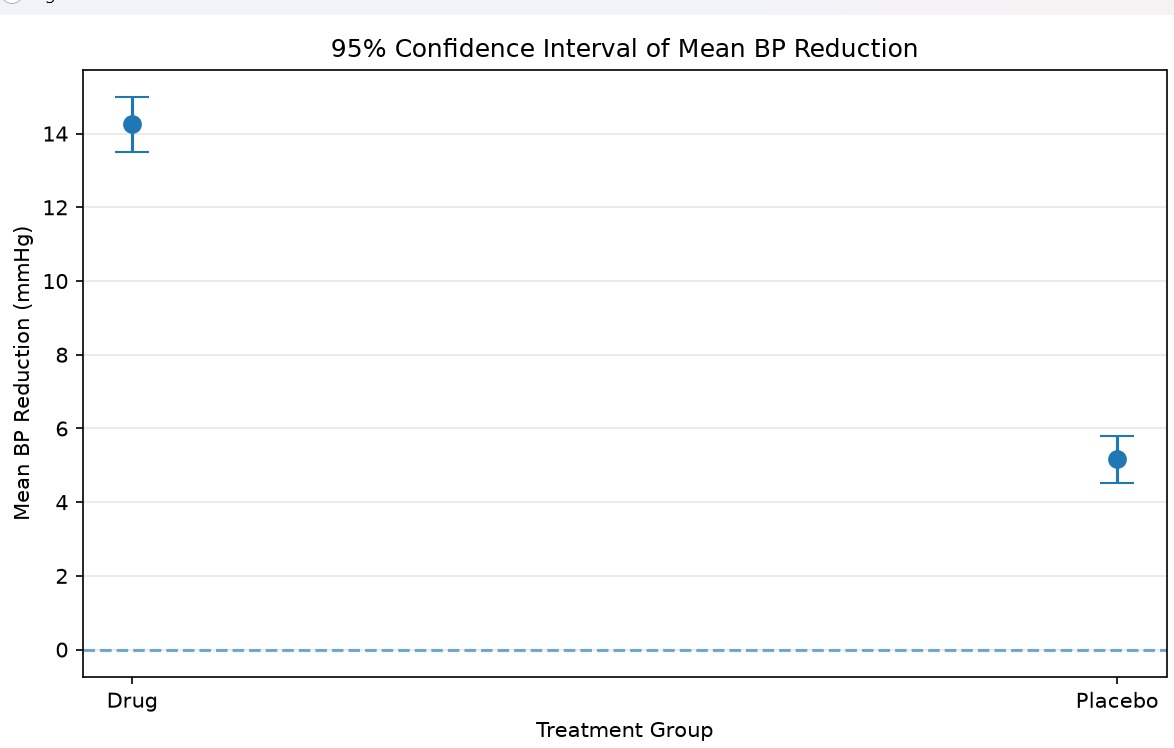 95% Confidence Interval of Mean BP Reduction
Mean BP Reduction (mmHg)
14
12
10
8
6
4
2
0
Drug
Placebo
Treatment Group